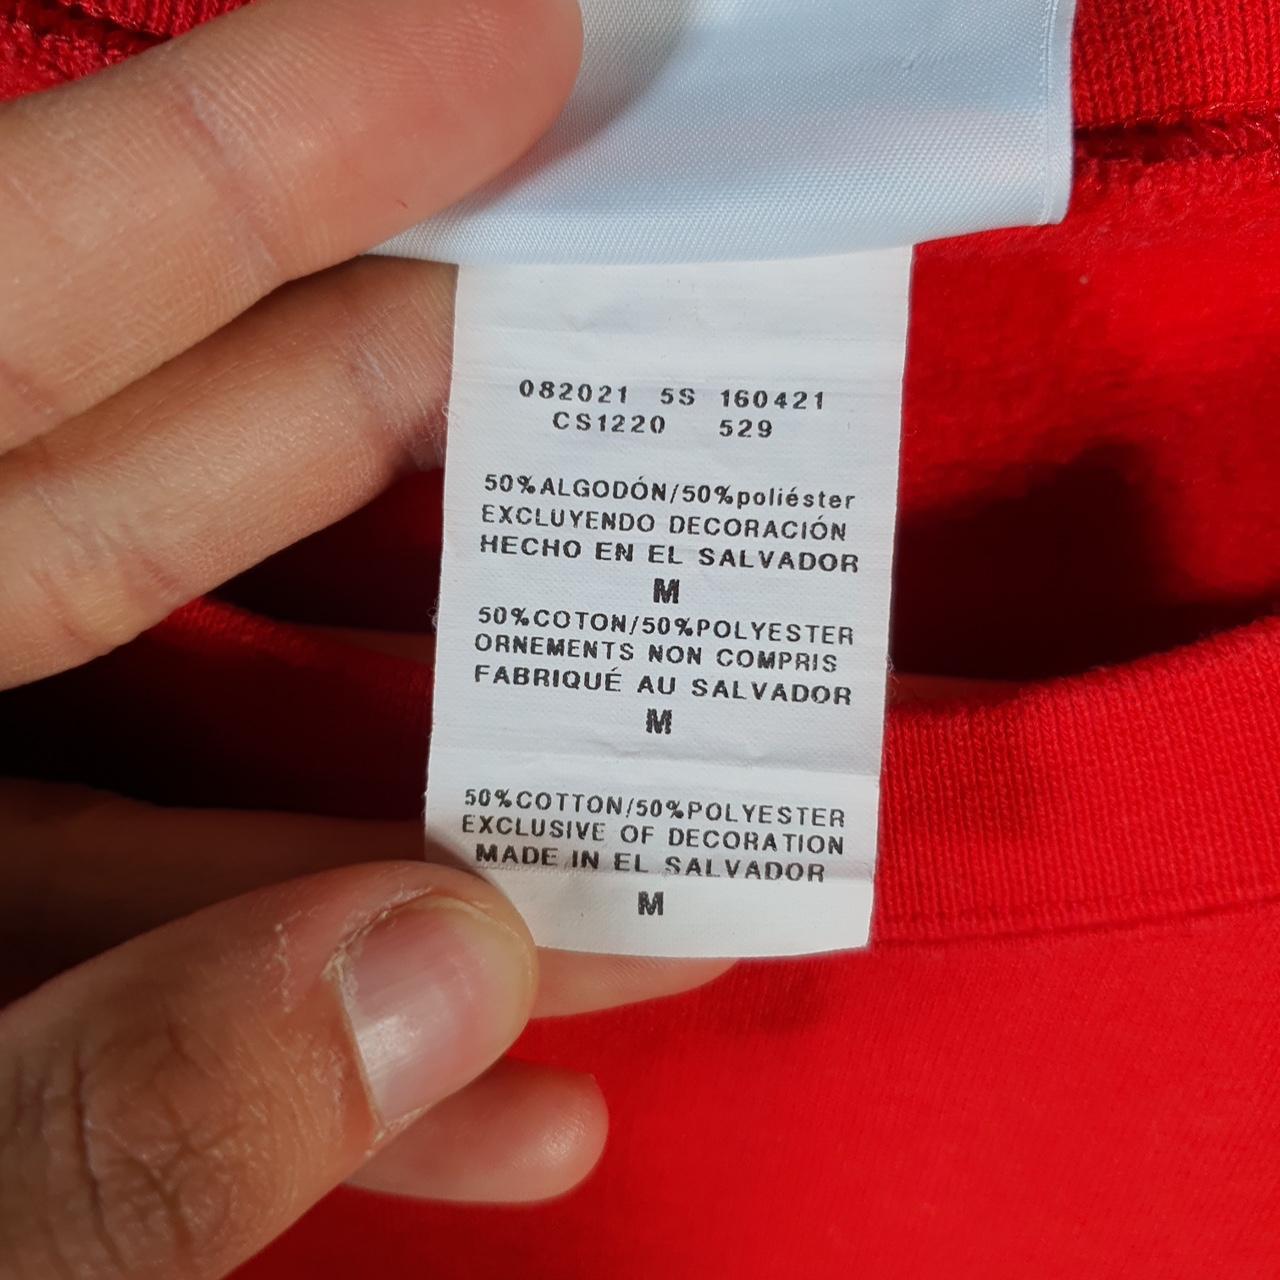 082021 5S 160421
CS1220 529
50%ALGODÓN/50%poliéster
EXCLUYENDO DECORACIÓN
HECHO EN EL SALVADOR
M
50%COTON/50%POLYESTER
ORNEMENTS NON COMPRIS
FABRIQUÉ AU SALVADOR
M
50%COTTON/50%POLYESTER
EXCLUSIVE OF DECORATION
MADE IN EL SALVADOR
M